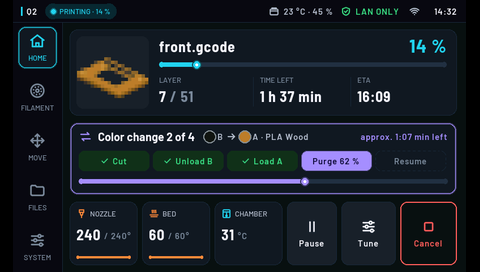 02 PRINTING · 14 % 23 °C · 45 % LAN ONLY 14:32
HOME
FILAMENT
MOVE
FILES
SYSTEM
front.gcode 14 %
LAYER TIME LEFT ETA
7 / 51 1 h 37 min 16:09
Color change 2 of 4 B → A · PLA Wood approx. 1:07 min left
Cut Unload B Load A Purge 62 % Resume
NOZZLE BED CHAMBER
240 / 240° 60 / 60° 31 °C
Pause Tune Cancel